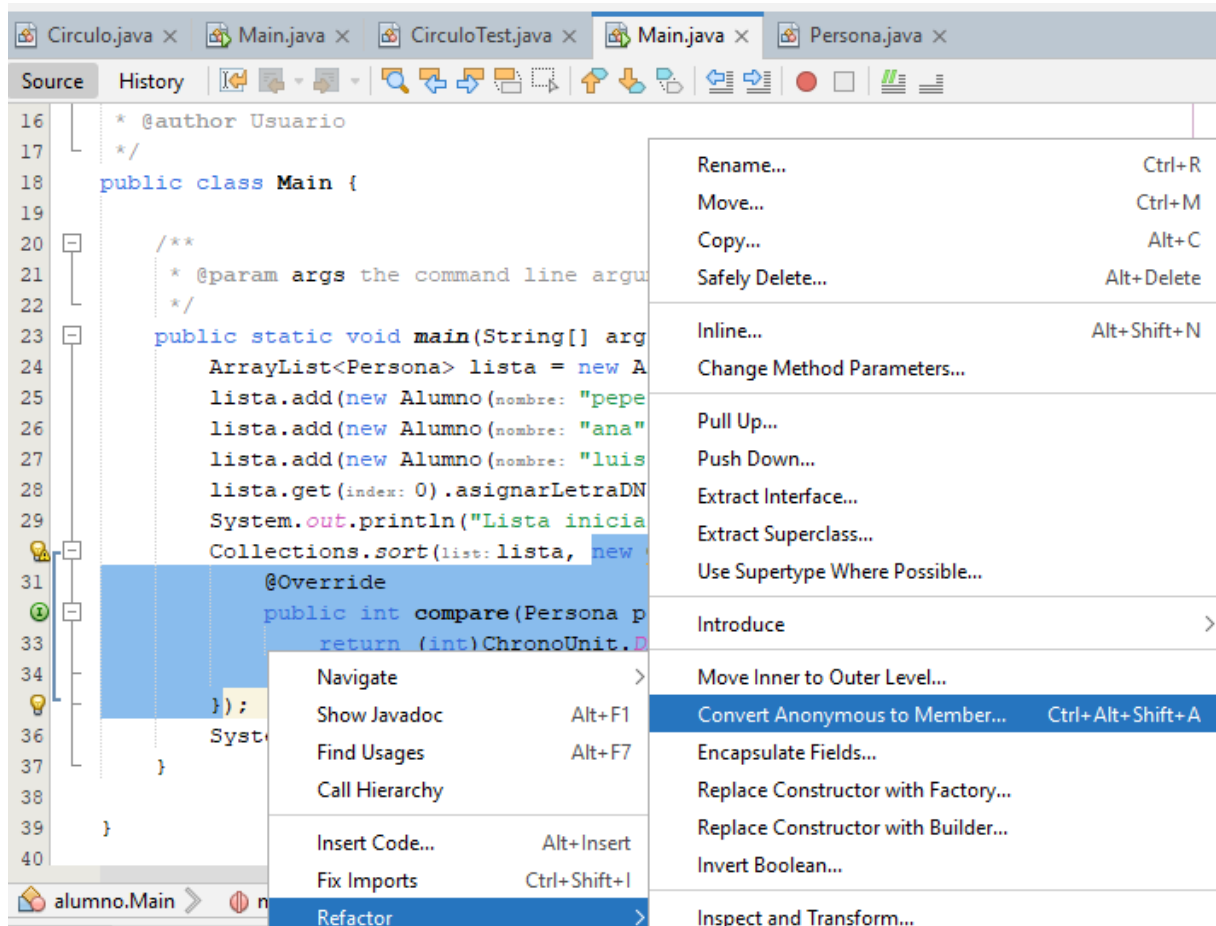 Circulo.java × Main.java × CirculoTest.java × Main.java × Persona.java ×
Source History
16 * @author Usuario
17 */
18 public class Main {
19
20 /**
21 * @param args the command line argu
22 */
23 public static void main(String[] arg
24 ArrayList<Persona> lista = new A
25 lista.add(new Alumno(nombre: "pepe
26 lista.add(new Alumno(nombre: "ana"
27 lista.add(new Alumno(nombre: "luis
28 lista.get(index: 0).asignarLetraDN
29 System.out.println("Lista inicia
Collections.sort(list: lista, new
31 @Override
public int compare(Persona p
33 return (int)ChronoUnit.D
34
});
36 Syst
37 }
38
39 }
40
alumno.Main
Navigate
Show Javadoc Alt+F1
Find Usages Alt+F7
Call Hierarchy
Insert Code... Alt+Insert
Fix Imports Ctrl+Shift+I
Refactor
Rename... Ctrl+R
Move... Ctrl+M
Copy... Alt+C
Safely Delete... Alt+Delete
Inline... Alt+Shift+N
Change Method Parameters...
Pull Up...
Push Down...
Extract Interface...
Extract Superclass...
Use Supertype Where Possible...
Introduce
Move Inner to Outer Level...
Convert Anonymous to Member... Ctrl+Alt+Shift+A
Encapsulate Fields...
Replace Constructor with Factory...
Replace Constructor with Builder...
Invert Boolean...
Inspect and Transform...